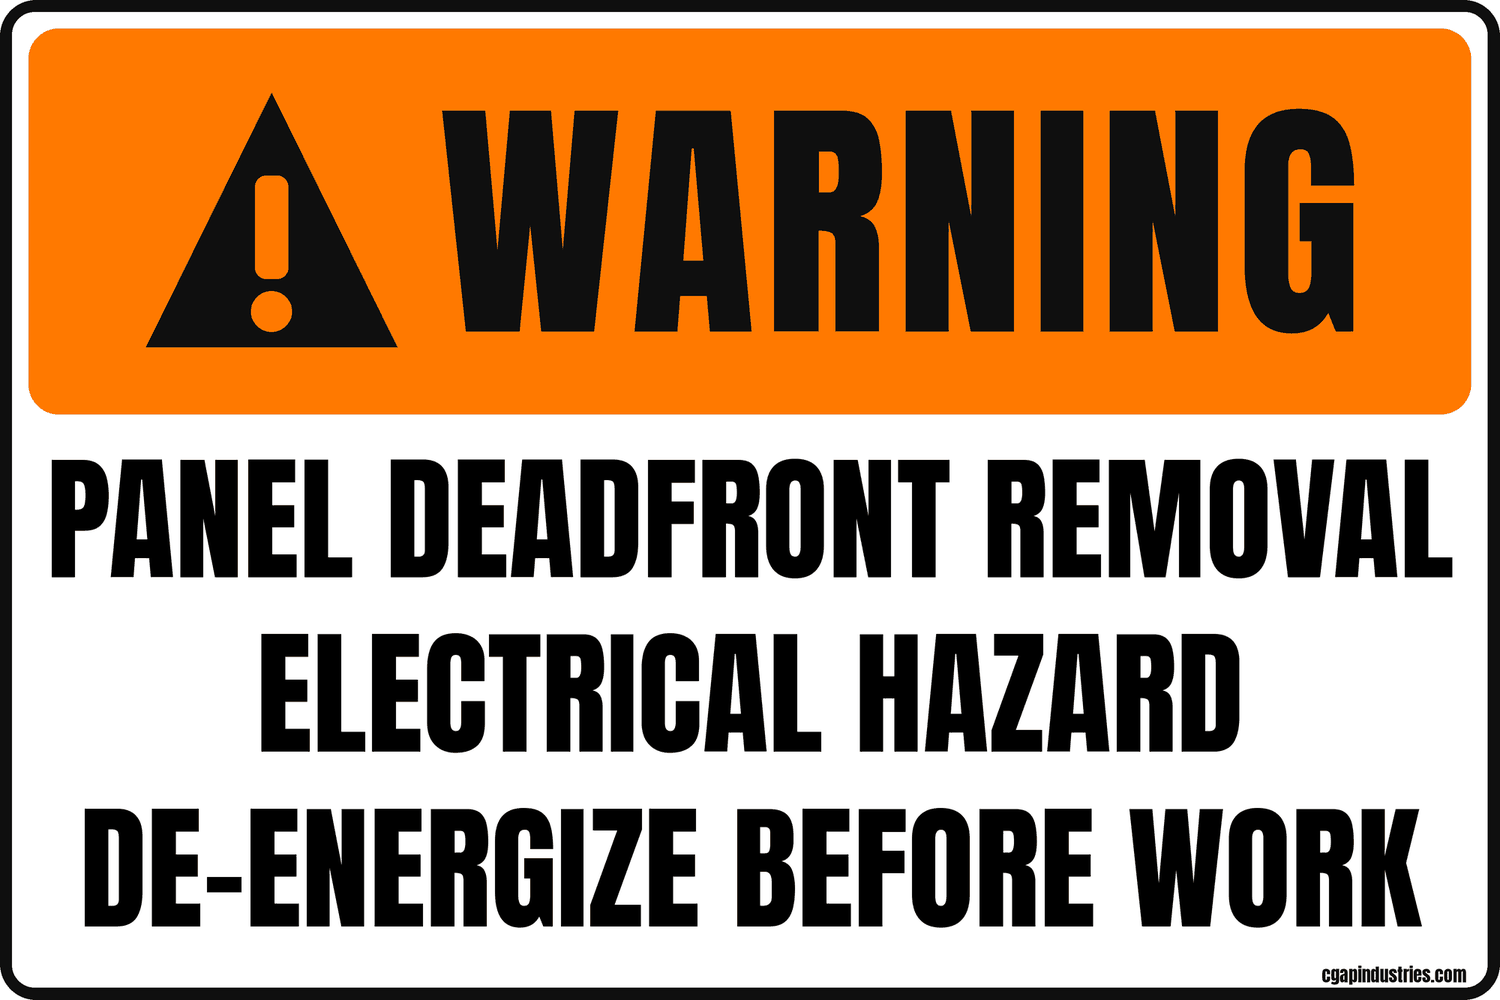 WARNING
PANEL DEADFRONT REMOVAL
ELECTRICAL HAZARD
DE-ENERGIZE BEFORE WORK
cgapindustries.com